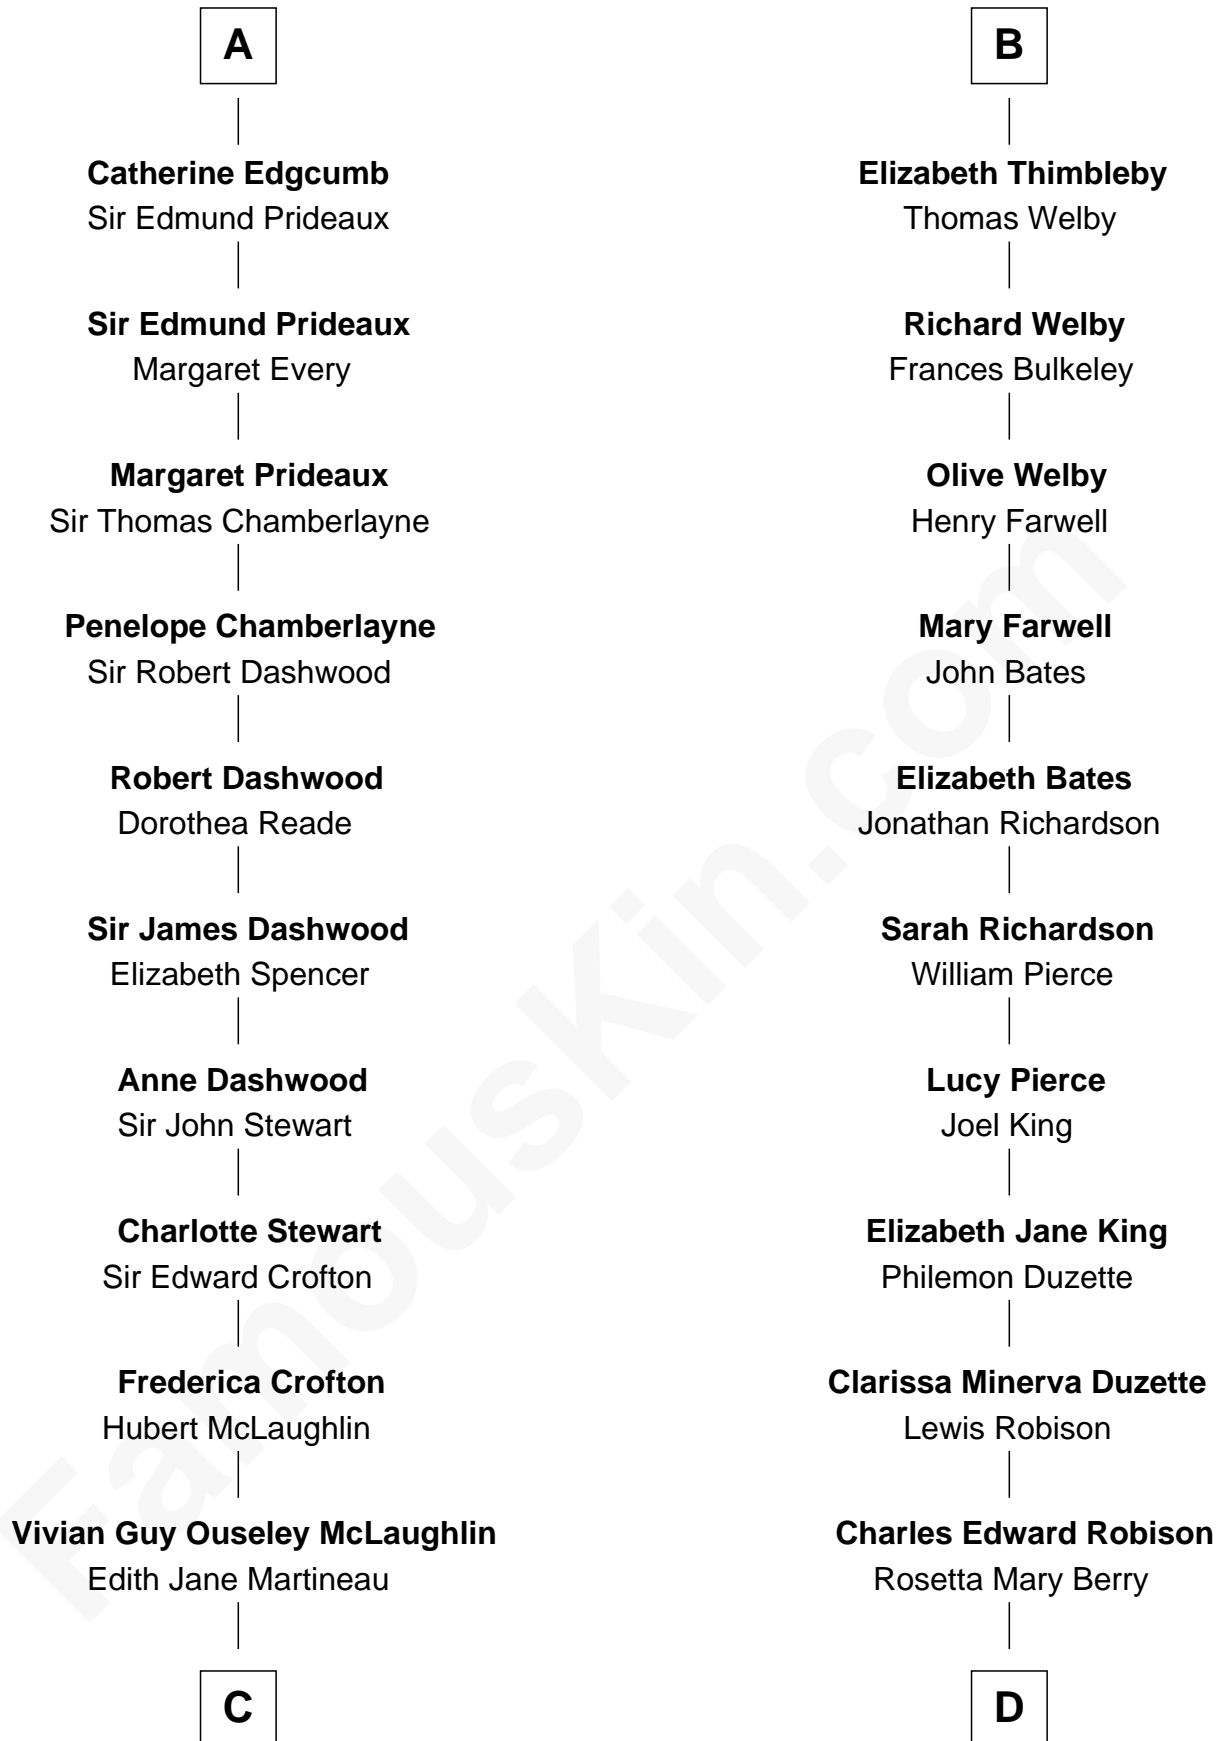 A
Catherine Edgcumb
Sir Edmund Prideaux
Sir Edmund Prideaux
Margaret Every
Margaret Prideaux
Sir Thomas Chamberlayne
Penelope Chamberlayne
Sir Robert Dashwood
Robert Dashwood
Dorothea Reade
Sir James Dashwood
Elizabeth Spencer
Anne Dashwood
Sir John Stewart
Charlotte Stewart
Sir Edward Crofton
Frederica Crofton
Hubert McLaughlin
Vivian Guy Ouseley McLaughlin
Edith Jane Martineau
C
B
Elizabeth Thimbleby
Thomas Welby
Richard Welby
Frances Bulkeley
Olive Welby
Henry Farwell
Mary Farwell
John Bates
Elizabeth Bates
Jonathan Richardson
Sarah Richardson
William Pierce
Lucy Pierce
Joel King
Elizabeth Jane King
Philemon Duzette
Clarissa Minerva Duzette
Lewis Robison
Charles Edward Robison
Rosetta Mary Berry
D
FamousKin.com